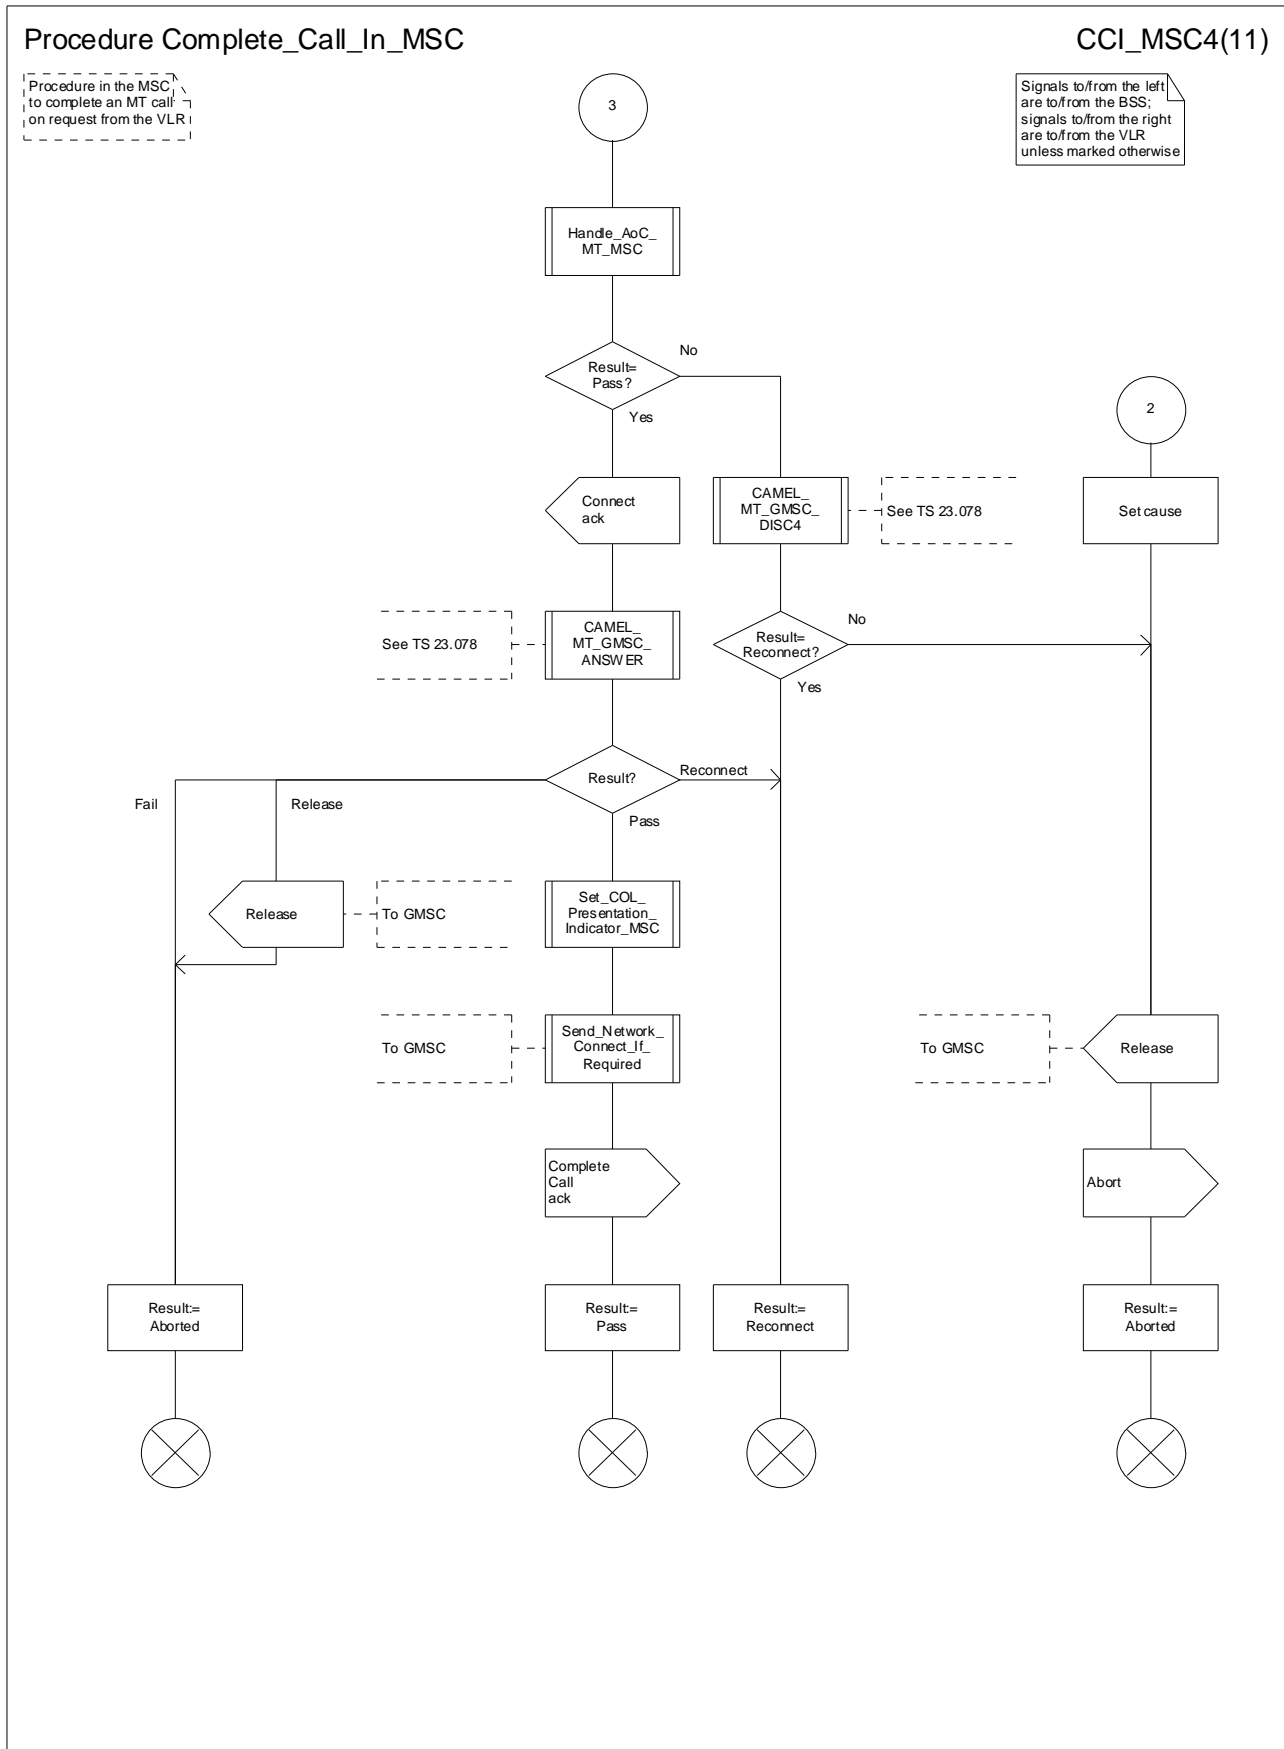 Procedure Complete_Call_In_MSC
CCI_MSC4(11)
Procedure in the MSC
to complete an MT call
on request from the VLR
3
Signals to/from the left
are to/from the BSS;
signals to/from the right
are to/from the VLR
unless marked otherwise
Handle_AoC_
MT_MSC
Result=
Pass?
No
Yes
2
Connect
ack
CAMEL_
MT_GMSC_
DISC4
See TS 23.078
Set cause
See TS 23.078
CAMEL_
MT_GMSC_
ANSWER
Result=
Reconnect?
No
Yes
Result?
Reconnect
Fail
Release
Pass
Release
To GMSC
Set_COL_
Presentation_
Indicator_MSC
To GMSC
Send_Network_
Connect_If_
Required
To GMSC
Release
Complete
Call
ack
Abort
Result:=
Aborted
Result:=
Pass
Result:=
Reconnect
Result:=
Aborted